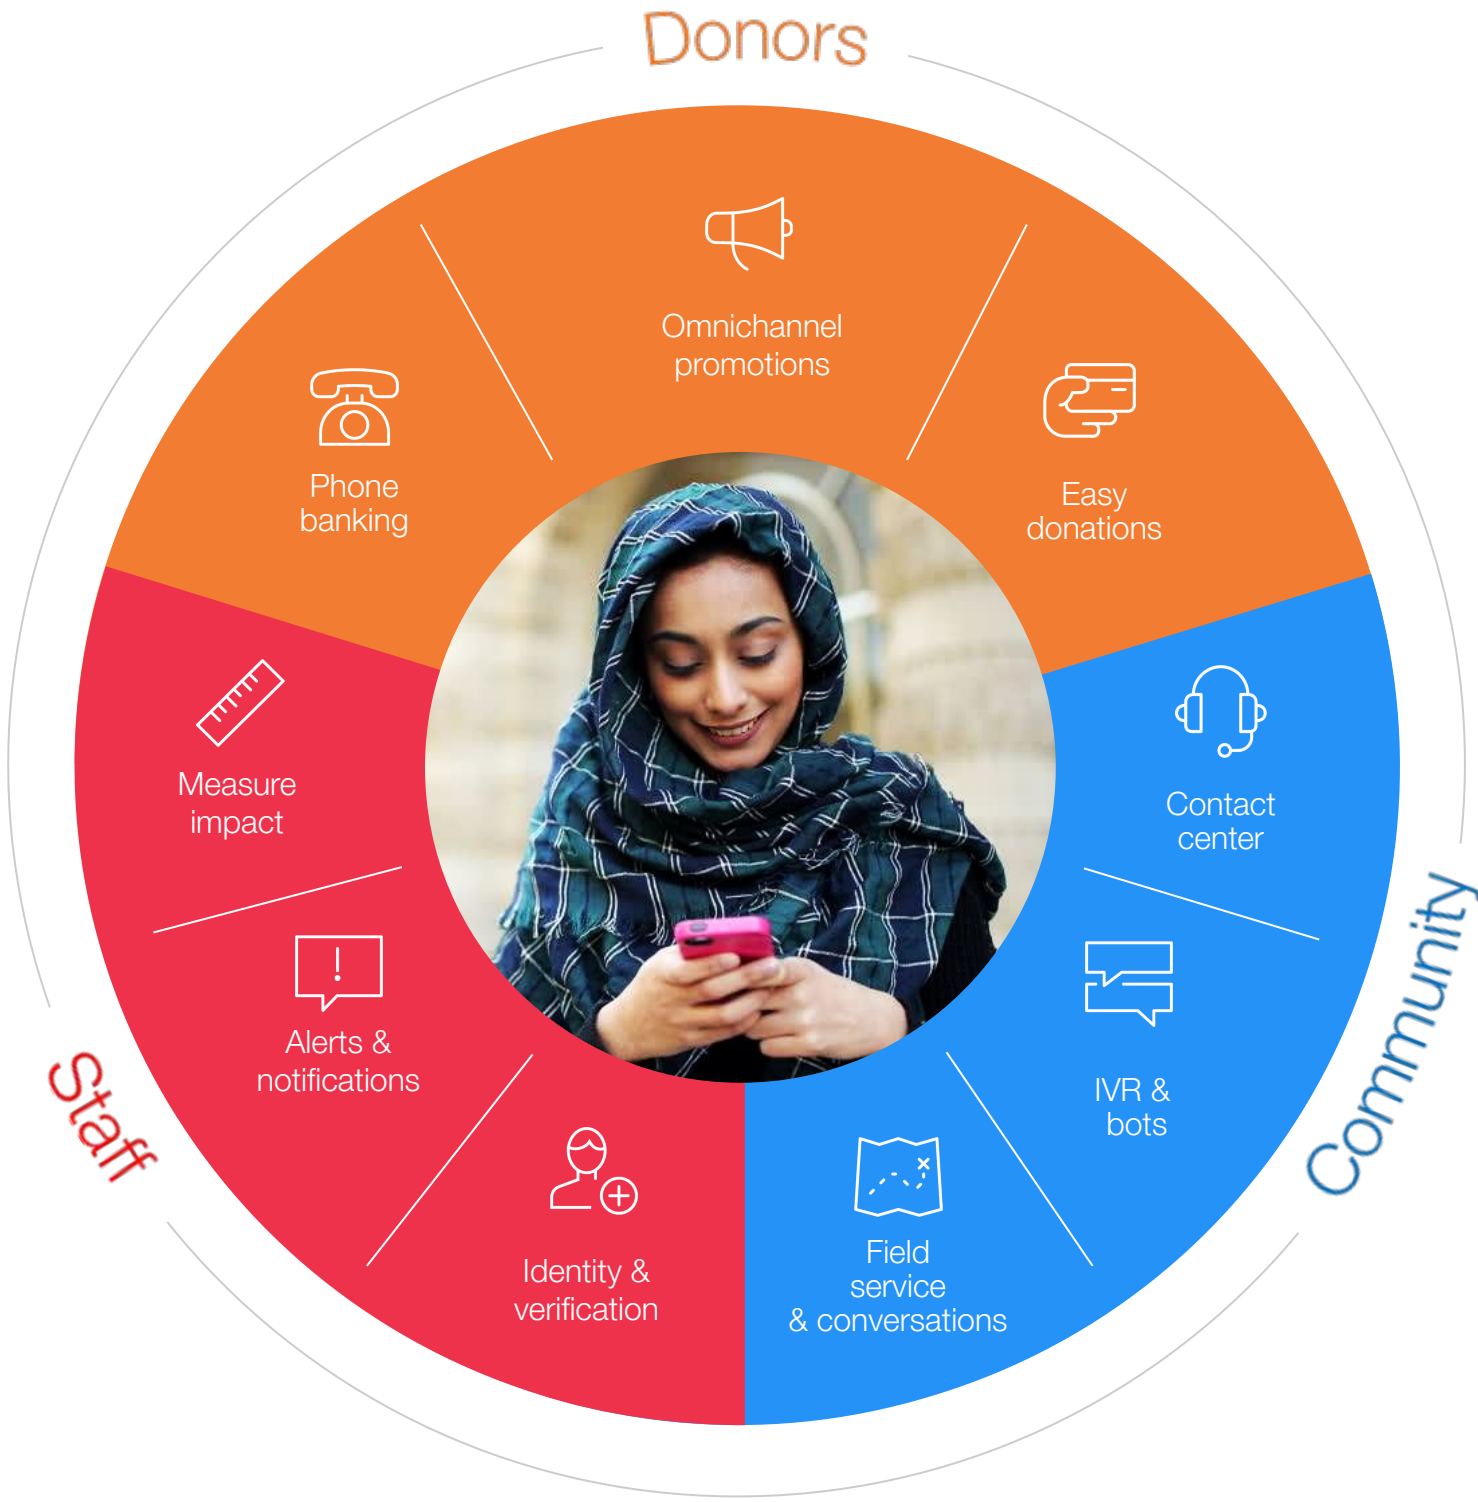 Donors
Omnichannel
promotions
Phone
banking
Easy
donations
Measure
impact
Contact
center
Alerts &
notifications
IVR &
bots
Identity &
verification
Field
service
& conversations
Staff
Community